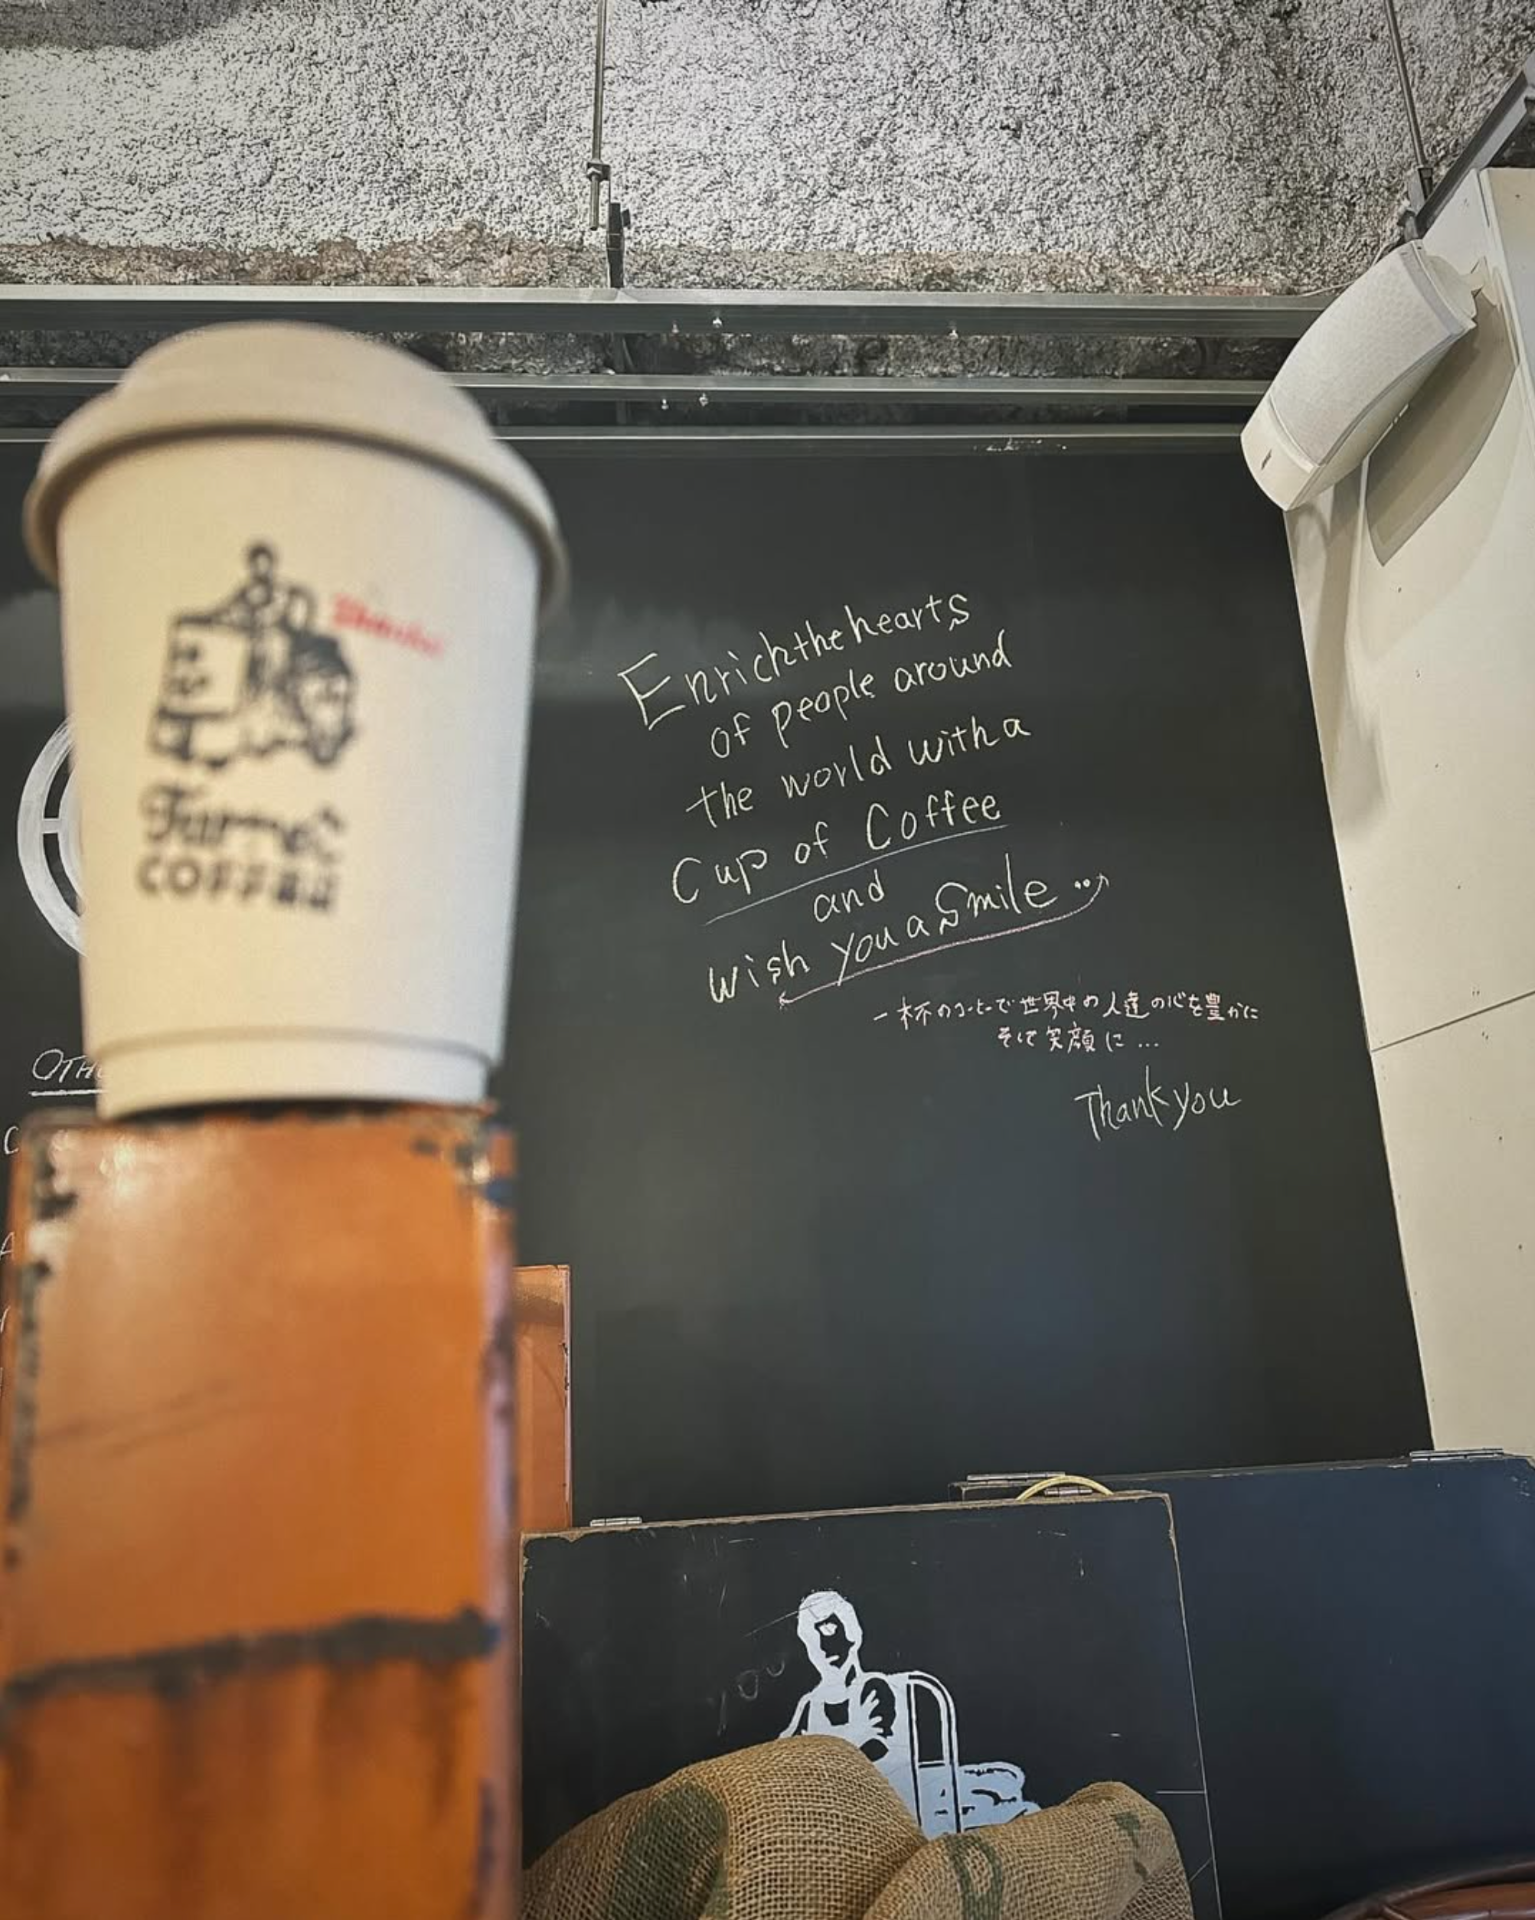 Turret
COFFEE
Enrich the hearts
of people around
the world with a
Cup of Coffee
and
wish you a Smile
一杯のコーヒーで世界中の人達の心を豊かに
そして笑顔に...
Thank you